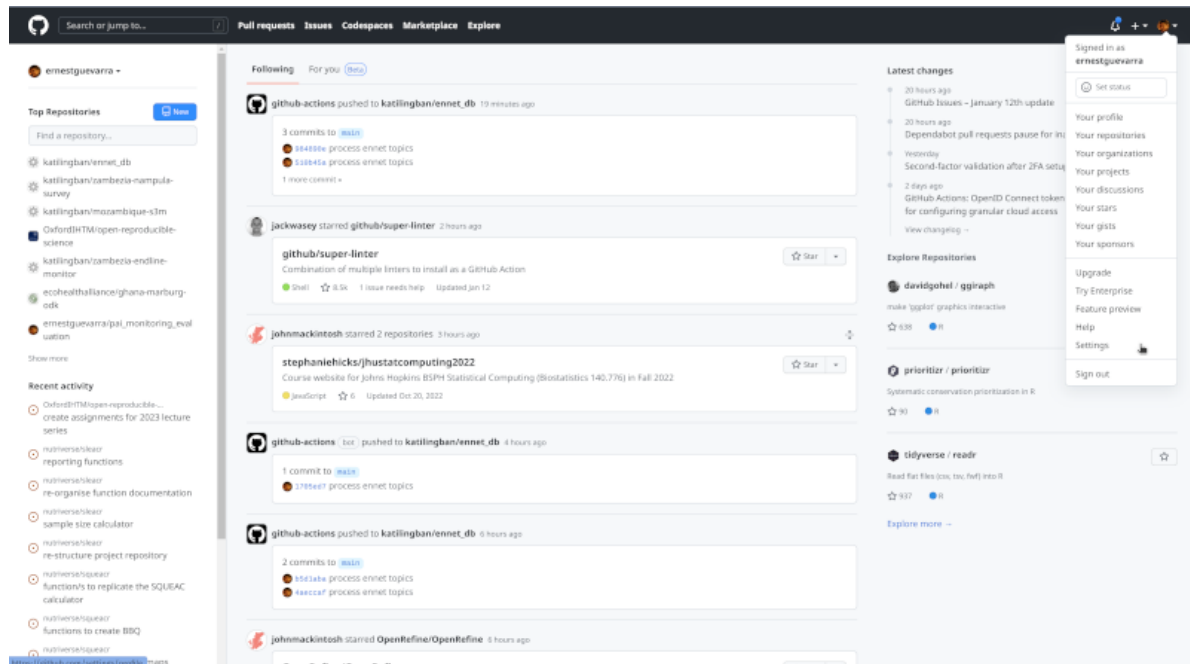 Search or jump to...
/
Pull requests Issues Codespaces Marketplace Explore
ernestguevarra
Top Repositories
New
Find a repository...
katilingban/ennet_db
katilingban/zambezia-nampula-
survey
katilingban/mozambique-s3m
OxfordIHTM/open-reproducible-
science
katilingban/zambezia-endline-
monitor
ecohealthalliance/ghana-marburg-
odk
ernestguevarra/pai_monitoring_eval
uation
Show more
Recent activity
OxfordIHTM/open-reproducible-...
create assignments for 2023 lecture
series
nutriverse/sleacr
reporting functions
nutriverse/sleacr
re-organise function documentation
nutriverse/sleacr
sample size calculator
nutriverse/sleacr
re-structure project repository
nutriverse/squeacr
function/s to replicate the SQUEAC
calculator
nutriverse/squeacr
functions to create BBQ
nutriverse/squeacr
maps
Following For you Beta
github-actions pushed to katilingban/ennet_db 19 minutes ago
3 commits to main
process ennet topics
process ennet topics
1 more commit »
jackwasey starred github/super-linter 2 hours ago
github/super-linter
Star
Combination of multiple linters to install as a GitHub Action
Shell 8.5k 1 issue needs help Updated Jan 12
johnmackintosh starred 2 repositories 3 hours ago
stephaniehicks/jhustatcomputing2022
Star
Course website for Johns Hopkins BSPH Statistical Computing (Biostatistics 140.776) in Fall 2022
JavaScript 6 Updated Oct 20, 2022
github-actions bot pushed to katilingban/ennet_db 4 hours ago
1 commit to main
1705ed7 process ennet topics
github-actions pushed to katilingban/ennet_db 6 hours ago
2 commits to main
process ennet topics
process ennet topics
johnmackintosh starred OpenRefine/OpenRefine 6 hours ago
Latest changes
20 hours ago
GitHub Issues – January 12th update
20 hours ago
Dependabot pull requests pause for
Yesterday
Second-factor validation after 2FA
2 days ago
GitHub Actions: OpenID Connect token
for configuring granular cloud access
View changelog →
Explore Repositories
davidgohel / ggiraph
make 'ggplot' graphics interactive
638 R
prioritizr / prioritizr
Systematic conservation prioritization in R
90 R
tidyverse / readr
Read flat files (csv, tsv, fwf) into R
937 R
Explore more →
Signed in as
ernestguevarra
Set status
Your profile
Your repositories
Your organizations
Your projects
Your discussions
Your stars
Your gists
Your sponsors
Upgrade
Try Enterprise
Feature preview
Help
Settings
Sign out